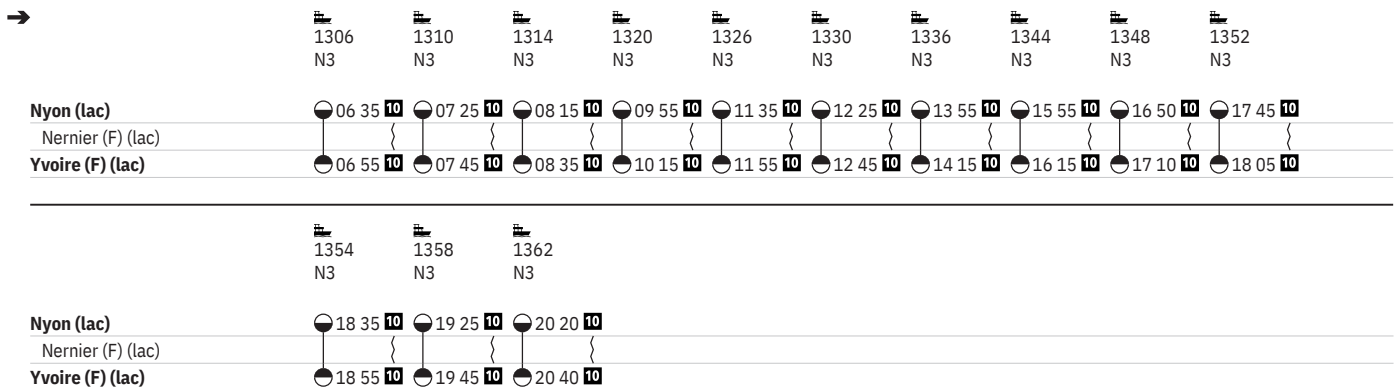 ➔
1306 1310 1314 1320 1326 1330 1336 1344 1348 1352
N3 N3 N3 N3 N3 N3 N3 N3 N3 N3
Nyon (lac) 06 35 10 07 25 10 08 15 10 09 55 10 11 35 10 12 25 10 13 55 10 15 55 10 16 50 10 17 45 10
Nernier (F) (lac)
Yvoire (F) (lac) 06 55 10 07 45 10 08 35 10 10 15 10 11 55 10 12 45 10 14 15 10 16 15 10 17 10 10 18 05 10
1354 1358 1362
N3 N3 N3
Nyon (lac) 18 35 10 19 25 10 20 20 10
Nernier (F) (lac)
Yvoire (F) (lac) 18 55 10 19 45 10 20 40 10